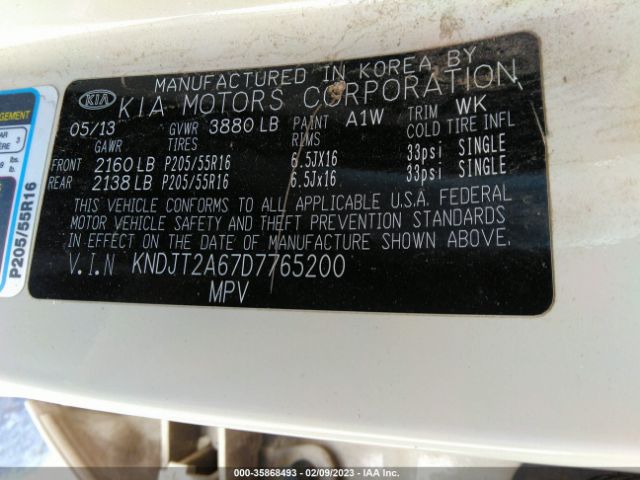 MANUFACTURED IN KOREA BY
KIA KIA MOTORS CORPORATION
05/13 GVWR 3880 LB PAINT A1W TRIM WK
GAWR TIRES RIMS COLD TIRE INFL
FRONT 2160 LB P205/55R16 6.5JX16 33psi SINGLE
REAR 2138 LB P205/55R16 6.5Jx16 33psi SINGLE
THIS VEHICLE CONFORMS TO ALL APPLICABLE U.S.A. FEDERAL
MOTOR VEHICLE SAFETY AND THEFT PREVENTION STANDARDS
IN EFFECT ON THE DATE OF MANUFACTURE SHOWN ABOVE.
V.I.N KNDJT2A67D7765200
MPV
P205/55R16
000-35868493 - 02/09/2023 - IAA Inc.